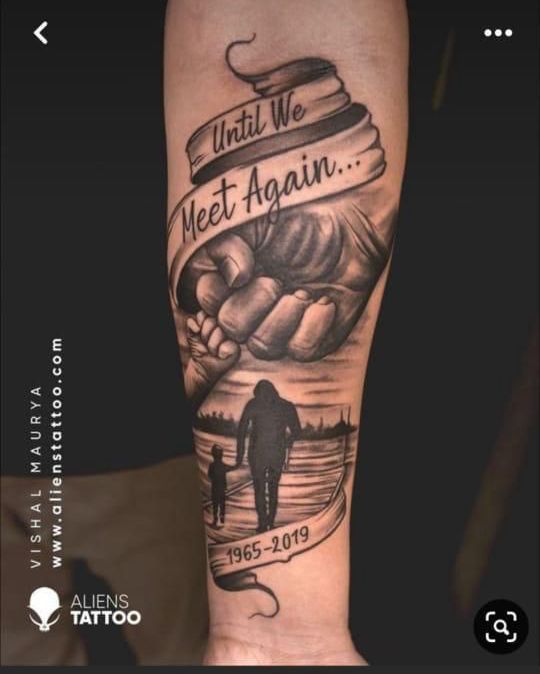 Until We
Meet Again...
1965-2019
VISHAL MAURYA
www.alienstattoo.com
ALIENS
TATTOO